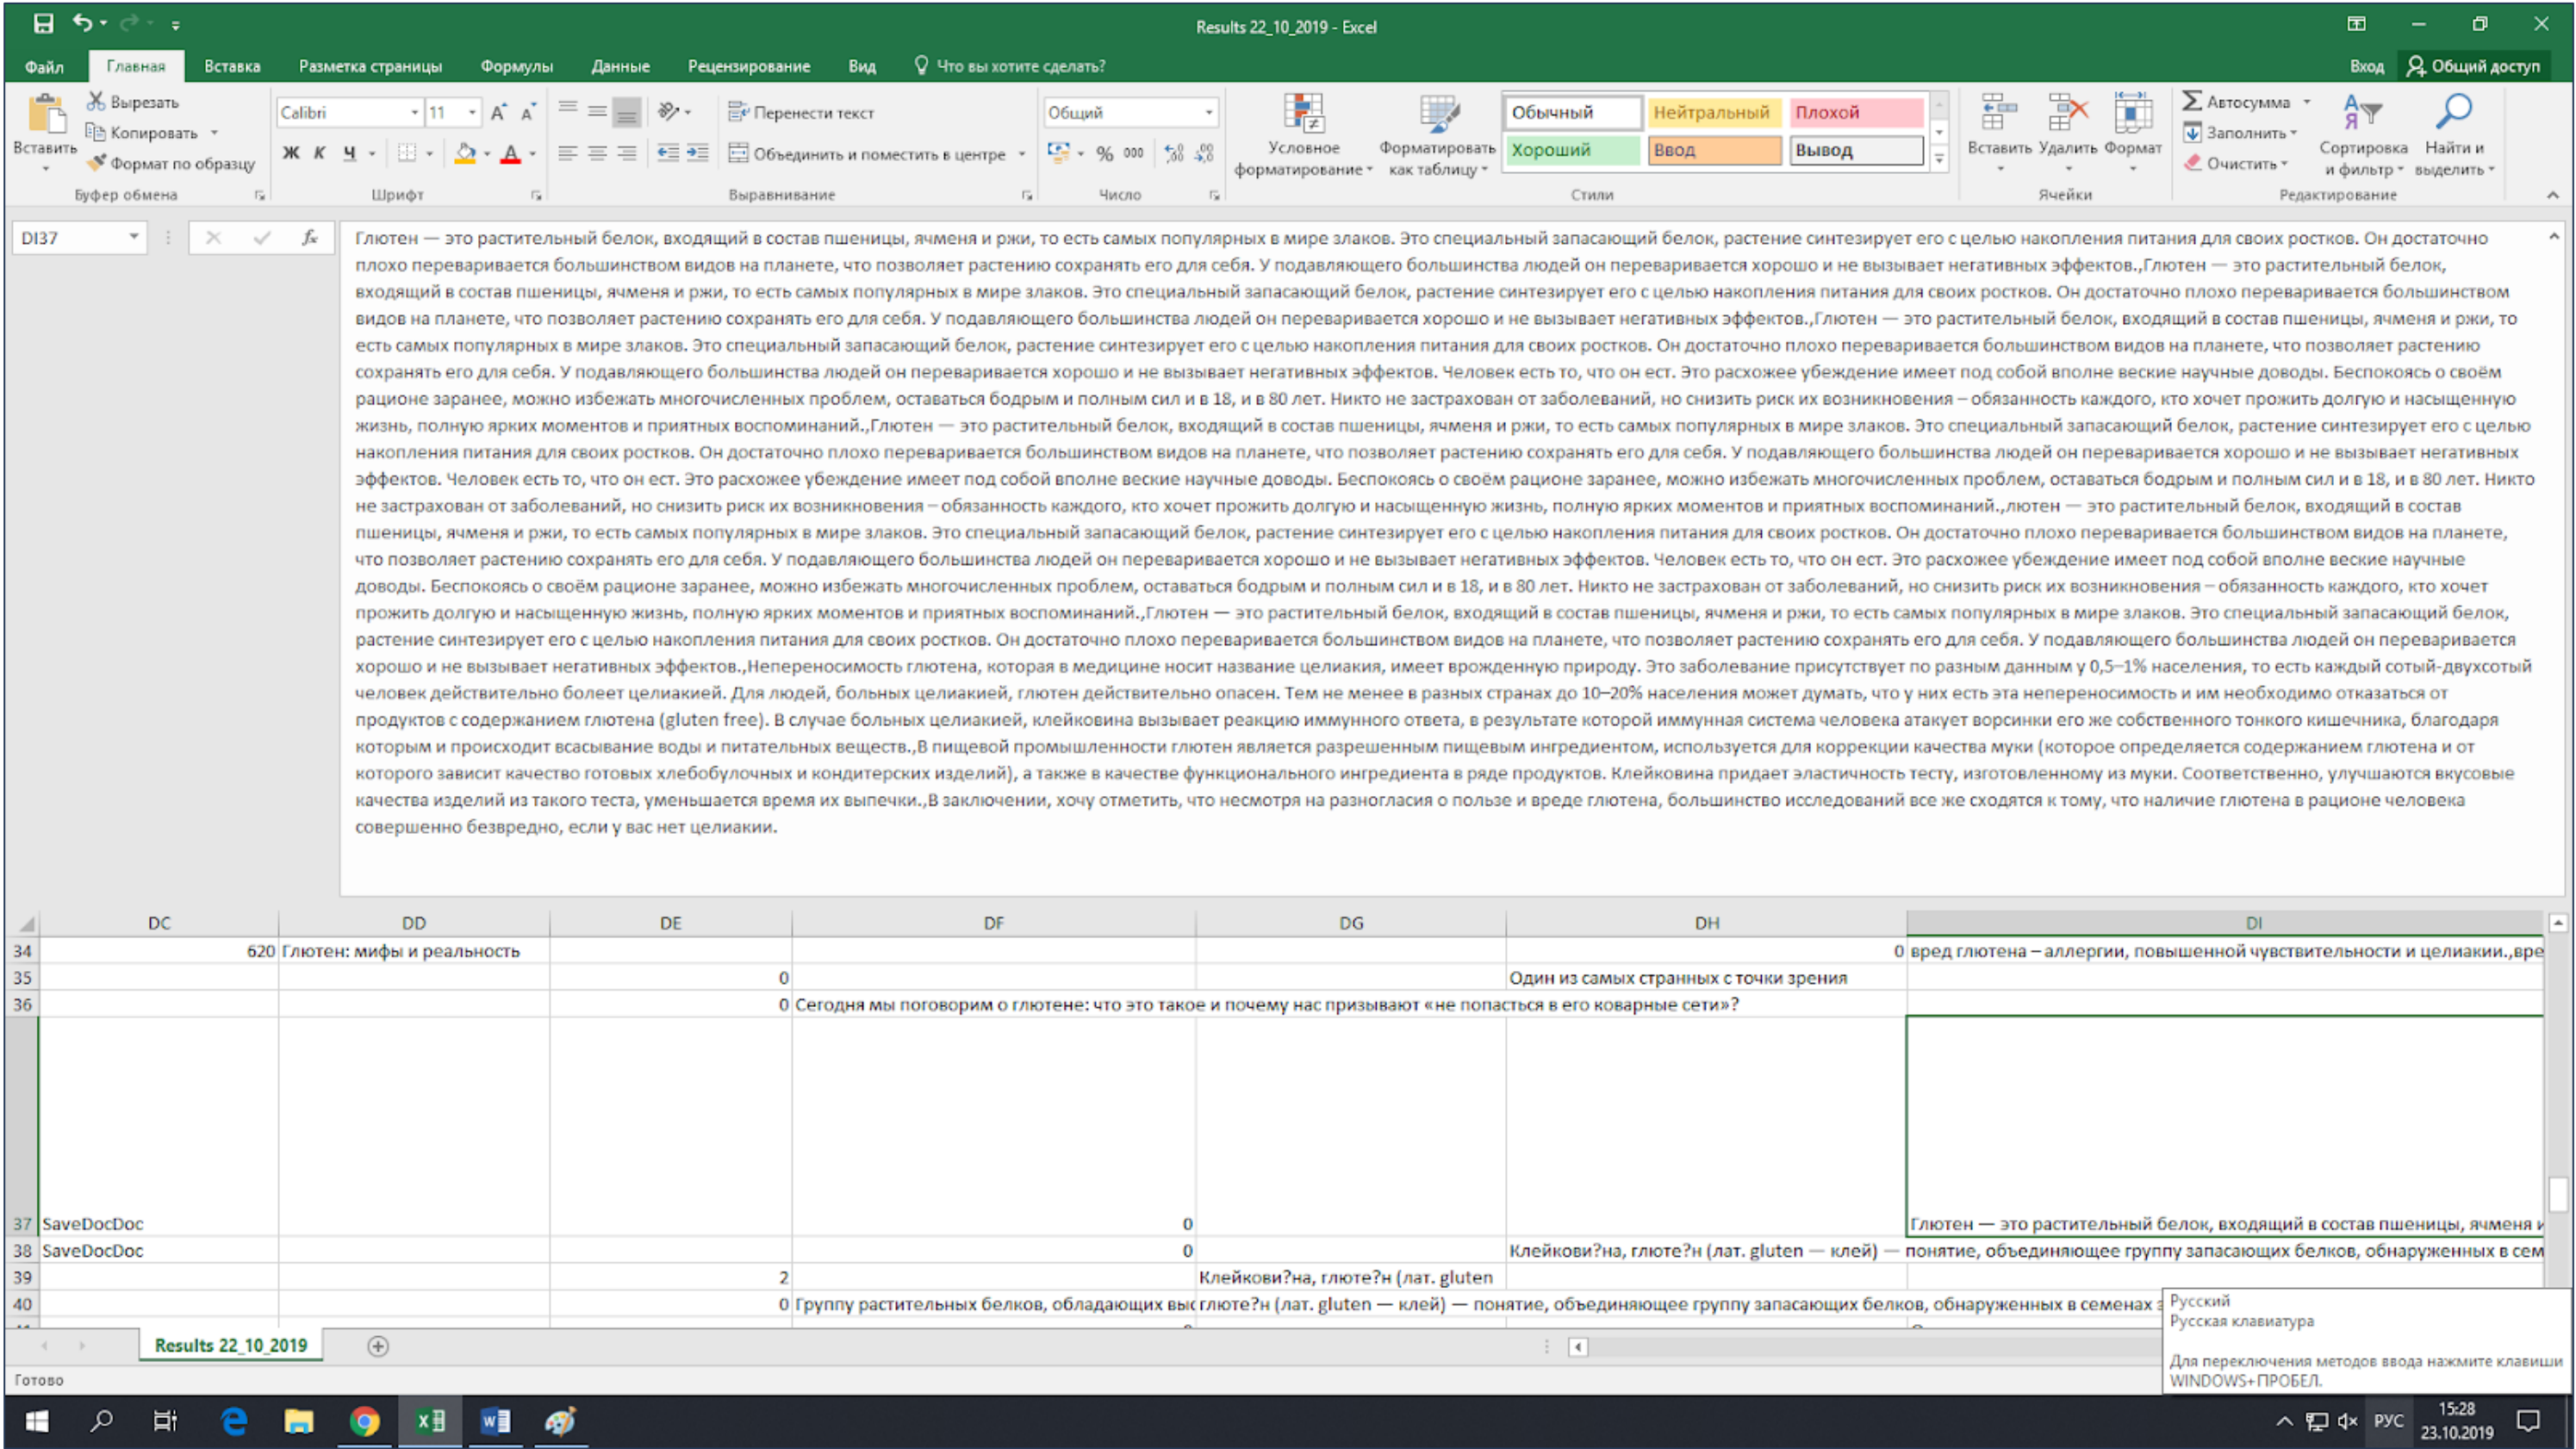 Results 22_10_2019 - Excel
Файл Главная Вставка Разметка страницы Формулы Данные Рецензирование Вид Что вы хотите сделать? Вход Общий доступ
Вставить
Вырезать
Копировать
Формат по образцу
Буфер обмена
Calibri 11
Ж К Ч
Шрифт
Перенести текст
Объединить и поместить в центре
Выравнивание
Общий
% 000
Число
Условное форматирование
Форматировать как таблицу
Обычный Нейтральный Плохой
Хороший Ввод Вывод
Стили
Вставить Удалить Формат
Ячейки
Автосумма
Заполнить
Очистить
Сортировка и фильтр
Найти и выделить
Редактирование
DI37
Глютен — это растительный белок, входящий в состав пшеницы, ячменя и ржи, то есть самых популярных в мире злаков. Это специальный запасающий белок, растение синтезирует его с целью накопления питания для своих ростков. Он достаточно
плохо переваривается большинством видов на планете, что позволяет растению сохранять его для себя. У подавляющего большинства людей он переваривается хорошо и не вызывает негативных эффектов.,Глютен — это растительный белок,
входящий в состав пшеницы, ячменя и ржи, то есть самых популярных в мире злаков. Это специальный запасающий белок, растение синтезирует его с целью накопления питания для своих ростков. Он достаточно плохо переваривается большинством
видов на планете, что позволяет растению сохранять его для себя. У подавляющего большинства людей он переваривается хорошо и не вызывает негативных эффектов.,Глютен — это растительный белок, входящий в состав пшеницы, ячменя и ржи, то
есть самых популярных в мире злаков. Это специальный запасающий белок, растение синтезирует его с целью накопления питания для своих ростков. Он достаточно плохо переваривается большинством видов на планете, что позволяет растению
сохранять его для себя. У подавляющего большинства людей он переваривается хорошо и не вызывает негативных эффектов. Человек есть то, что он ест. Это расхожее убеждение имеет под собой вполне веские научные доводы. Беспокоясь о своём
рационе заранее, можно избежать многочисленных проблем, оставаться бодрым и полным сил и в 18, и в 80 лет. Никто не застрахован от заболеваний, но снизить риск их возникновения – обязанность каждого, кто хочет прожить долгую и насыщенную
жизнь, полную ярких моментов и приятных воспоминаний.,Глютен — это растительный белок, входящий в состав пшеницы, ячменя и ржи, то есть самых популярных в мире злаков. Это специальный запасающий белок, растение синтезирует его с целью
накопления питания для своих ростков. Он достаточно плохо переваривается большинством видов на планете, что позволяет растению сохранять его для себя. У подавляющего большинства людей он переваривается хорошо и не вызывает негативных
эффектов. Человек есть то, что он ест. Это расхожее убеждение имеет под собой вполне веские научные доводы. Беспокоясь о своём рационе заранее, можно избежать многочисленных проблем, оставаться бодрым и полным сил и в 18, и в 80 лет. Никто
не застрахован от заболеваний, но снизить риск их возникновения – обязанность каждого, кто хочет прожить долгую и насыщенную жизнь, полную ярких моментов и приятных воспоминаний.,лютен — это растительный белок, входящий в состав
пшеницы, ячменя и ржи, то есть самых популярных в мире злаков. Это специальный запасающий белок, растение синтезирует его с целью накопления питания для своих ростков. Он достаточно плохо переваривается большинством видов на планете,
что позволяет растению сохранять его для себя. У подавляющего большинства людей он переваривается хорошо и не вызывает негативных эффектов. Человек есть то, что он ест. Это расхожее убеждение имеет под собой вполне веские научные
доводы. Беспокоясь о своём рационе заранее, можно избежать многочисленных проблем, оставаться бодрым и полным сил и в 18, и в 80 лет. Никто не застрахован от заболеваний, но снизить риск их возникновения – обязанность каждого, кто хочет
прожить долгую и насыщенную жизнь, полную ярких моментов и приятных воспоминаний.,Глютен — это растительный белок, входящий в состав пшеницы, ячменя и ржи, то есть самых популярных в мире злаков. Это специальный запасающий белок,
растение синтезирует его с целью накопления питания для своих ростков. Он достаточно плохо переваривается большинством видов на планете, что позволяет растению сохранять его для себя. У подавляющего большинства людей он переваривается
хорошо и не вызывает негативных эффектов.,Непереносимость глютена, которая в медицине носит название целиакия, имеет врожденную природу. Это заболевание присутствует по разным данным у 0,5–1% населения, то есть каждый сотый-двухсотый
человек действительно болеет целиакией. Для людей, больных целиакией, глютен действительно опасен. Тем не менее в разных странах до 10–20% населения может думать, что у них есть эта непереносимость и им необходимо отказаться от
продуктов с содержанием глютена (gluten free). В случае больных целиакией, клейковина вызывает реакцию иммунного ответа, в результате которой иммунная система человека атакует ворсинки его же собственного тонкого кишечника, благодаря
которым и происходит всасывание воды и питательных веществ.,В пищевой промышленности глютен является разрешенным пищевым ингредиентом, используется для коррекции качества муки (которое определяется содержанием глютена и от
которого зависит качество готовых хлебобулочных и кондитерских изделий), а также в качестве функционального ингредиента в ряде продуктов. Клейковина придает эластичность тесту, изготовленному из муки. Соответственно, улучшаются вкусовые
качества изделий из такого теста, уменьшается время их выпечки.,В заключении, хочу отметить, что несмотря на разногласия о пользе и вреде глютена, большинство исследований все же сходятся к тому, что наличие глютена в рационе человека
совершенно безвредно, если у вас нет целиакии.
DC DD DE DF DG DH DI
34 620 Глютен: мифы и реальность 0 вред глютена – аллергии, повышенной чувствительности и целиакии.,вре
35 0 Один из самых странных с точки зрения
36 0 Сегодня мы поговорим о глютене: что это такое и почему нас призывают «не попасться в его коварные сети»?
37 SaveDocDoc 0 Глютен — это растительный белок, входящий в состав пшеницы, ячменя и
38 SaveDocDoc 0 Клейкови?на, глюте?н (лат. gluten — клей) — понятие, объединяющее группу запасающих белков, обнаруженных в сем
39 2 Клейкови?на, глюте?н (лат. gluten
40 0 Группу растительных белков, обладающих выс глюте?н (лат. gluten — клей) — понятие, объединяющее группу запасающих белков, обнаруженных в семенах з
Русский
Русская клавиатура
Для переключения методов ввода нажмите клавиши
WINDOWS+ПРОБЕЛ.
Results 22_10_2019
Готово
РУС
15:28
23.10.2019